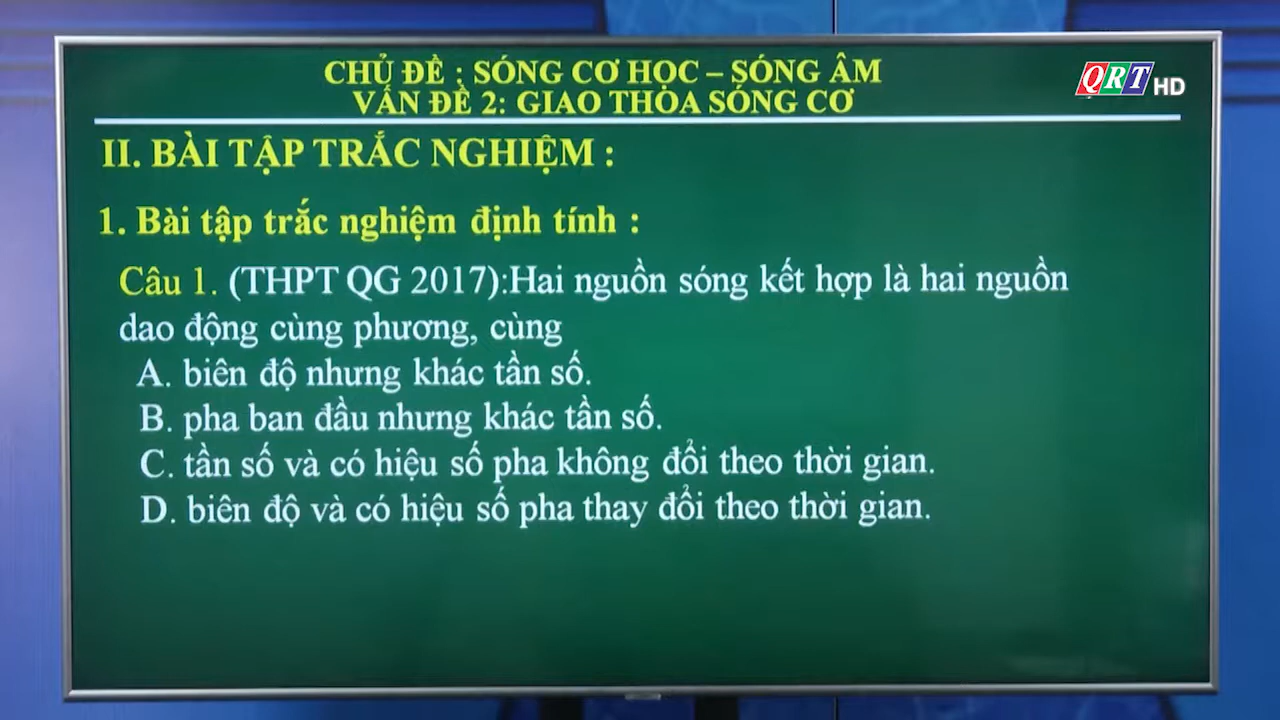 CHỦ ĐỀ : SÓNG CƠ HỌC – SÓNG ÂM
VẤN ĐỀ 2: GIAO THOA SÓNG CƠ
QRT HD
II. BÀI TẬP TRẮC NGHIỆM :
1. Bài tập trắc nghiệm định tính :
Câu 1. (THPT QG 2017):Hai nguồn sóng kết hợp là hai nguồn
dao động cùng phương, cùng
A. biên độ nhưng khác tần số.
B. pha ban đầu nhưng khác tần số.
C. tần số và có hiệu số pha không đổi theo thời gian.
D. biên độ và có hiệu số pha thay đổi theo thời gian.